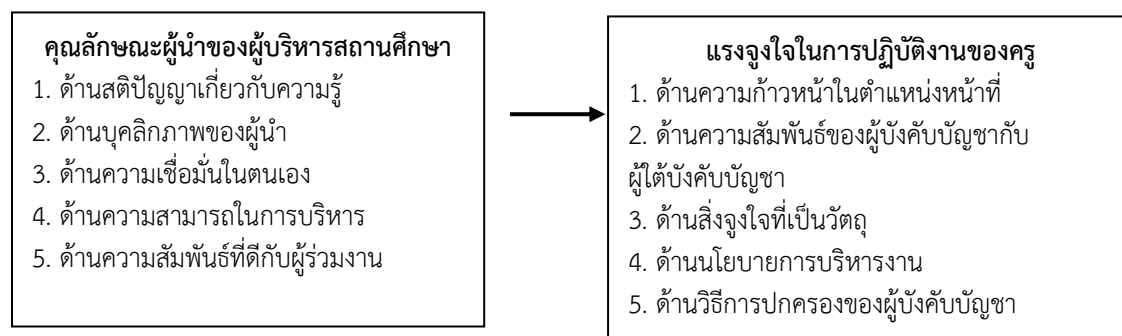 คุณลักษณะผู้นำของผู้บริหารสถานศึกษา
1. ด้านสติปัญญาเกี่ยวกับความรู้
2. ด้านบุคลิกภาพของผู้นำ
3. ด้านความเชื่อมั่นในตนเอง
4. ด้านความสามารถในการบริหาร
5. ด้านความสัมพันธ์ที่ดีกับผู้ร่วมงาน
แรงจูงใจในการปฏิบัติงานของครู
1. ด้านความก้าวหน้าในตำแหน่งหน้าที่
2. ด้านความสัมพันธ์ของผู้บังคับบัญชากับ
ผู้ใต้บังคับบัญชา
3. ด้านสิ่งจูงใจที่เป็นวัตถุ
4. ด้านนโยบายการบริหารงาน
5. ด้านวิธีการปกครองของผู้บังคับบัญชา